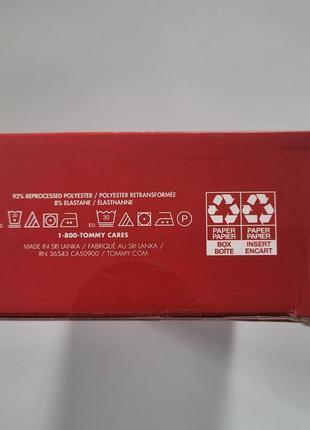 92% REPROCESSED POLYESTER / POLYESTER RETRANSFORMÉE
8% ELASTANE / ÉLASTHANNE
EU: 30 P
1-800-TOMMY CARES
MADE IN SRI LANKA / FABRIQUÉ AU SRI LANKA /
RN 36543 CA50900 / TOMMY.COM
PAPER
PAPIER
BOX
BOÎTE
PAPER
PAPIER
INSERT
ENCART